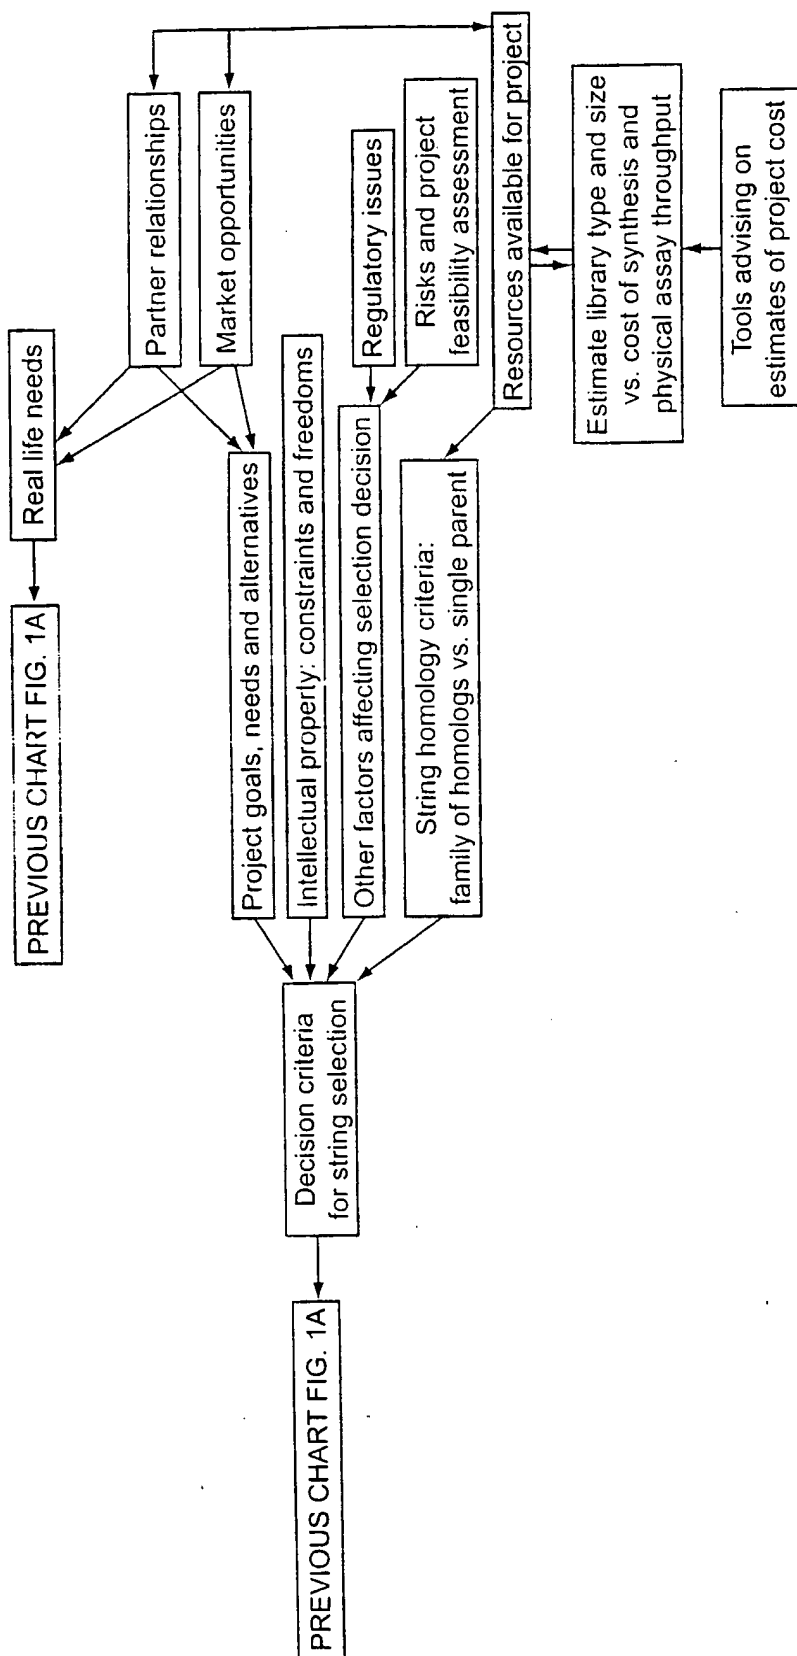 PREVIOUS CHART FIG. 1A
Real life needs
Partner relationships
Market opportunities
Project goals, needs and alternatives
Intellectual property: constraints and freedoms
Regulatory issues
Other factors affecting selection decision
Risks and project
feasibility assessment
String homology criteria:
family of homologs vs. single parent
Resources available for project
Decision criteria
for string selection
PREVIOUS CHART FIG. 1A
Estimate library type and size
vs. cost of synthesis and
physical assay throughput
Tools advising on
estimates of project cost